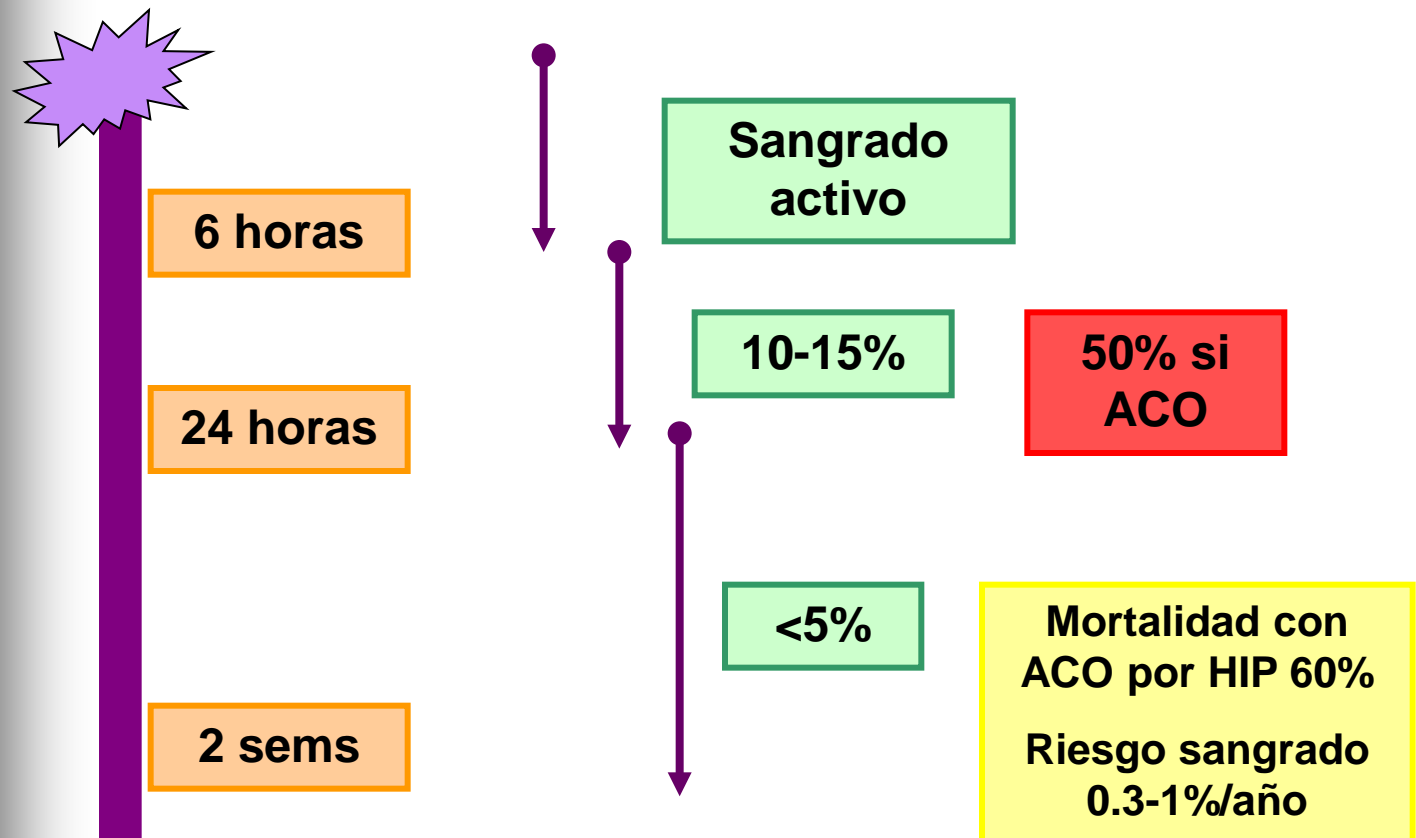 Sangrado
activo
6 horas
10-15%
50% si
ACO
24 horas
<5%
Mortalidad con
ACO por HIP 60%
Riesgo sangrado
0.3-1%/año
2 sems